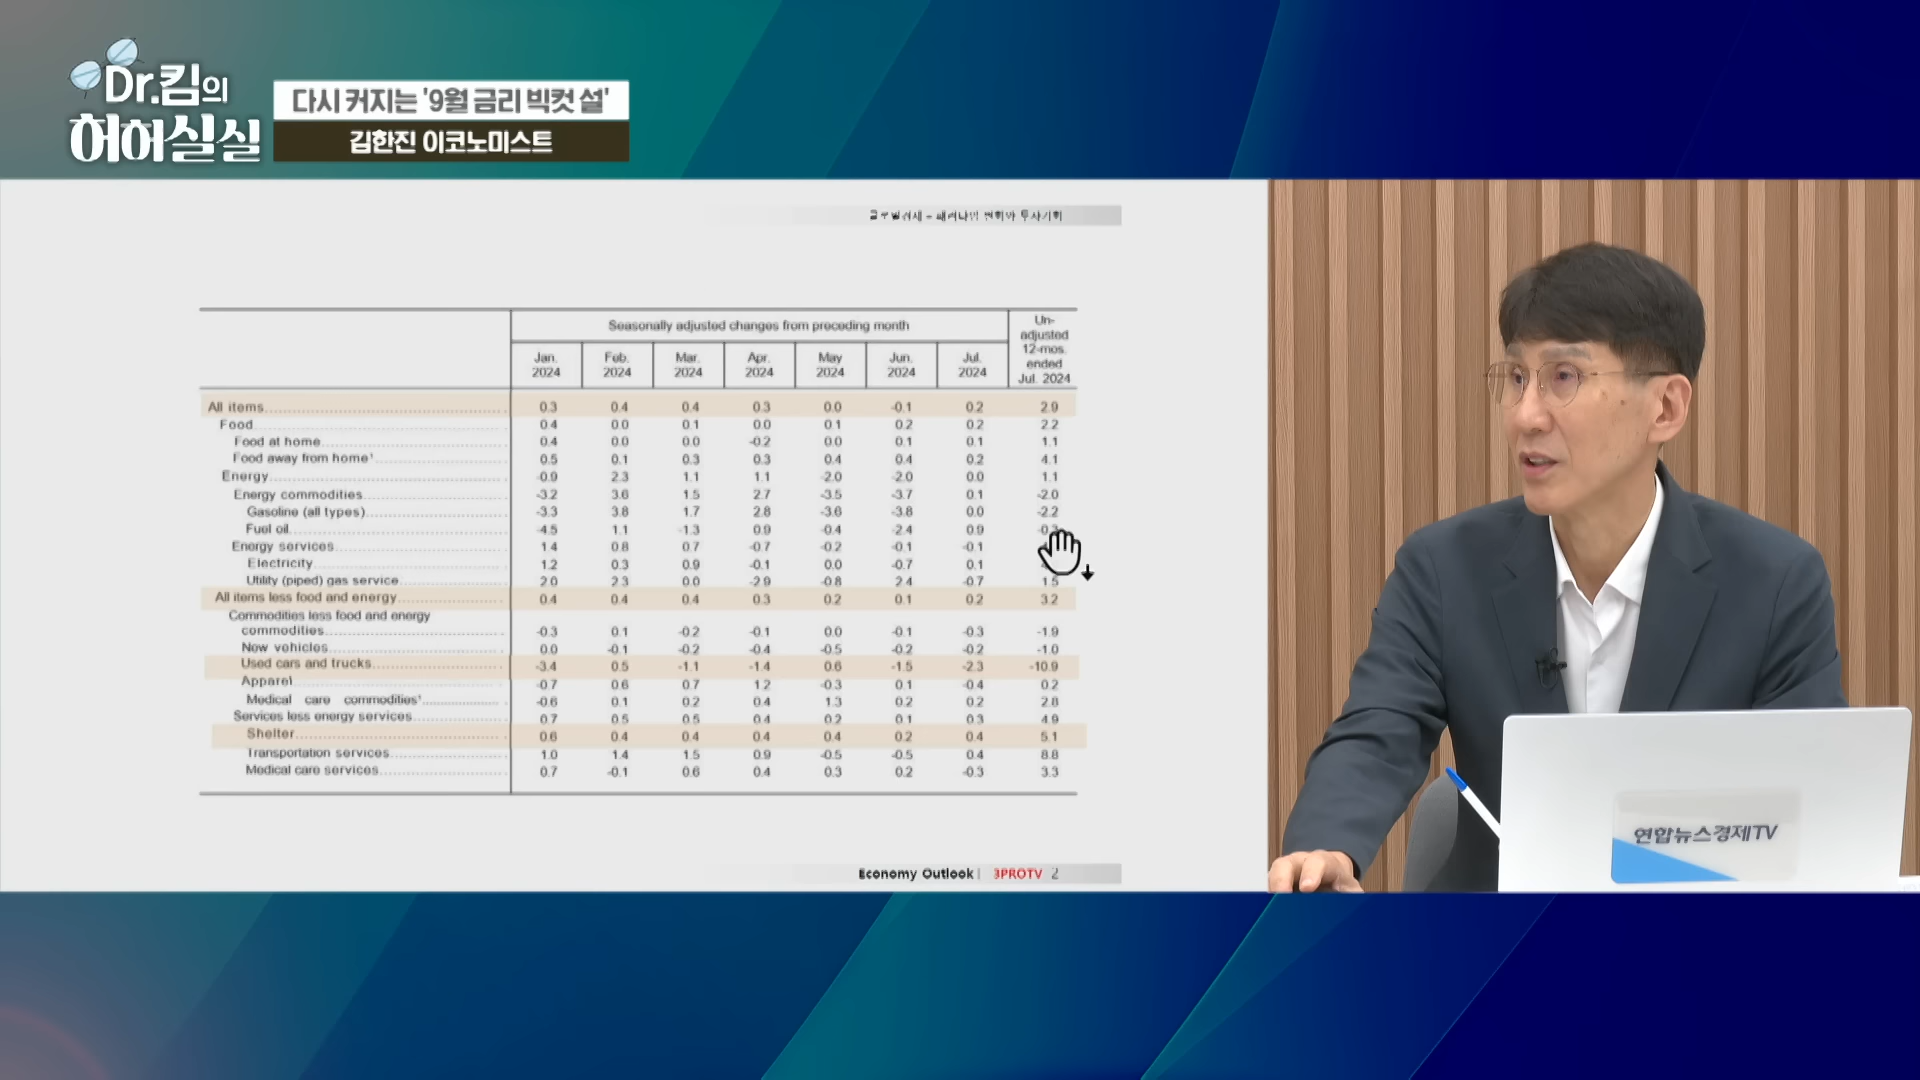 Dr.킴의
허허실실
다시 커지는 '9월 금리 빅컷 설'
김한진 이코노미스트
Seasonally adjusted changes from preceding month
Un-
adjusted
12-mos.
ended
Jul. 2024
Jan. 2024 Feb. 2024 Mar. 2024 Apr. 2024 May 2024 Jun. 2024 Jul. 2024
All items 0.3 0.4 0.4 0.3 0.0 -0.1 0.2 2.9
Food 0.4 0.0 0.1 0.0 0.1 0.2 0.2 2.2
Food at home 0.4 0.0 0.0 -0.2 0.0 0.1 0.1 1.1
Food away from home¹ 0.5 0.1 0.3 0.3 0.4 0.4 0.2 4.1
Energy -0.9 2.3 1.1 1.1 -2.0 -2.0 0.0 1.1
Energy commodities -3.2 3.6 1.5 2.7 -3.5 -3.7 0.1 -2.0
Gasoline (all types) -3.3 3.8 1.7 2.8 -3.6 -3.8 0.0 -2.2
Fuel oil -4.5 1.1 -1.3 0.9 -0.4 -2.4 0.9
Energy services 1.4 0.8 0.7 -0.7 -0.2 -0.1 -0.1
Electricity 1.2 0.3 0.9 -0.1 0.0 -0.7 0.1
Utility (piped) gas service 2.0 2.3 0.0 -2.9 -0.8 2.4 -0.7 1.5
All items less food and energy 0.4 0.4 0.4 0.3 0.2 0.1 0.2 3.2
Commodities less food and energy
commodities -0.3 0.1 -0.2 -0.1 0.0 -0.1 -0.3 -1.9
New vehicles 0.0 -0.1 -0.2 -0.4 -0.5 -0.2 -0.2 -1.0
Used cars and trucks -3.4 0.5 -1.1 -1.4 0.6 -1.5 -2.3 -10.9
Apparel -0.7 0.6 0.7 1.2 -0.3 0.1 -0.4 0.2
Medical care commodities¹ -0.6 0.1 0.2 0.4 1.3 0.2 0.2 2.8
Services less energy services 0.7 0.5 0.5 0.4 0.2 0.1 0.3 4.9
Shelter 0.6 0.4 0.4 0.4 0.4 0.2 0.4 5.1
Transportation services 1.0 1.4 1.5 0.9 -0.5 -0.5 0.4 8.8
Medical care services 0.7 -0.1 0.6 0.4 0.3 0.2 -0.3 3.3
Economy Outlook | 3PROTV 2
연합뉴스경제TV